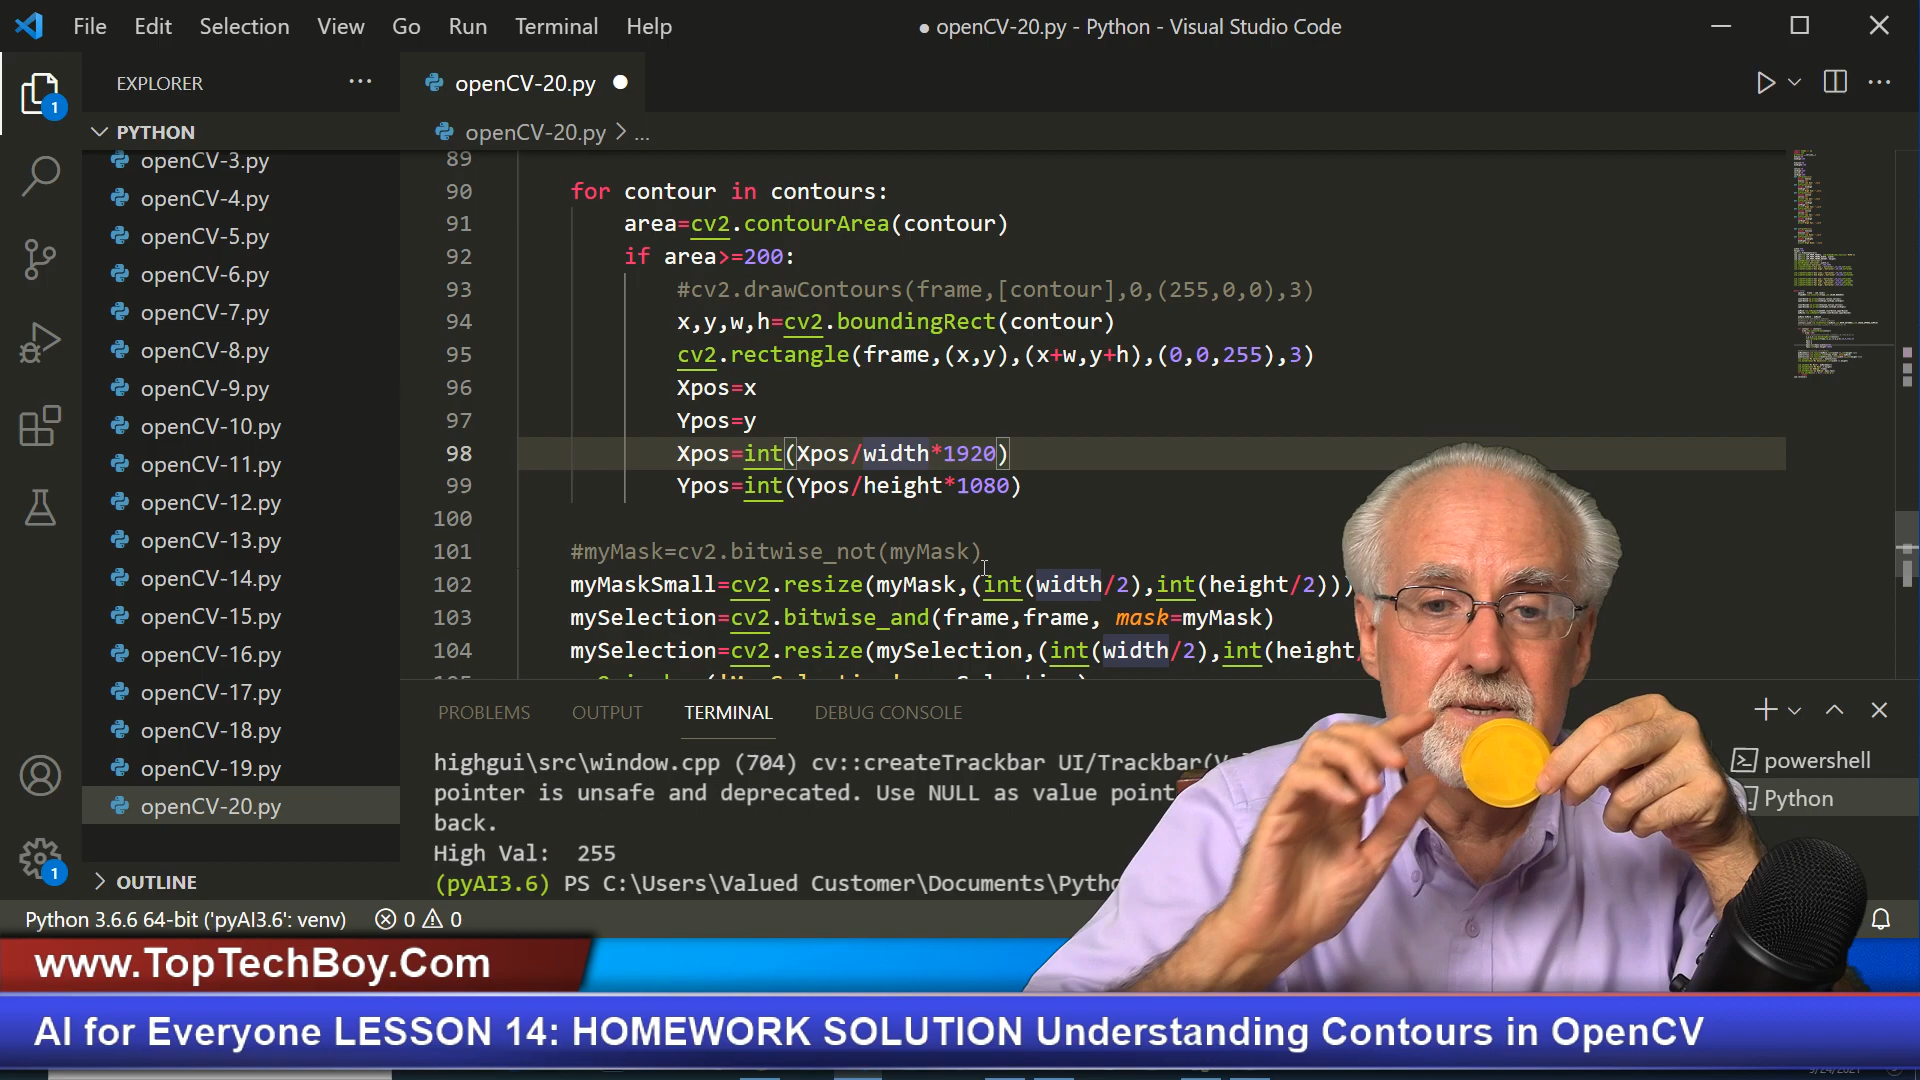 File Edit Selection View Go Run Terminal Help
● openCV-20.py - Python - Visual Studio Code
EXPLORER
openCV-20.py
1
PYTHON
openCV-20.py > ...
openCV-3.py
openCV-4.py
openCV-5.py
openCV-6.py
openCV-7.py
openCV-8.py
openCV-9.py
openCV-10.py
openCV-11.py
openCV-12.py
openCV-13.py
openCV-14.py
openCV-15.py
openCV-16.py
openCV-17.py
openCV-18.py
openCV-19.py
openCV-20.py
OUTLINE
1
89
90 for contour in contours:
91 area=cv2.contourArea(contour)
92 if area>=200:
93 #cv2.drawContours(frame,[contour],0,(255,0,0),3)
94 x,y,w,h=cv2.boundingRect(contour)
95 cv2.rectangle(frame,(x,y),(x+w,y+h),(0,0,255),3)
96 Xpos=x
97 Ypos=y
98 Xpos=int(Xpos/width*1920)
99 Ypos=int(Ypos/height*1080)
100
101 #myMask=cv2.bitwise_not(myMask)
102 myMaskSmall=cv2.resize(myMask,(int(width/2),int(height/2)))
103 mySelection=cv2.bitwise_and(frame,frame, mask=myMask)
104 mySelection=cv2.resize(mySelection,(int(width/2),int(height
PROBLEMS OUTPUT TERMINAL DEBUG CONSOLE
highgui\src\window.cpp (704) cv::createTrackbar UI/Trackbar(
pointer is unsafe and deprecated. Use NULL as value
back.
High Val: 255
(pyAI3.6) PS C:\Users\Valued Customer\Documents\
powershell
Python
Python 3.6.6 64-bit ('pyAI3.6': venv) 0 0
www.TopTechBoy.Com
AI for Everyone LESSON 14: HOMEWORK SOLUTION Understanding Contours in OpenCV